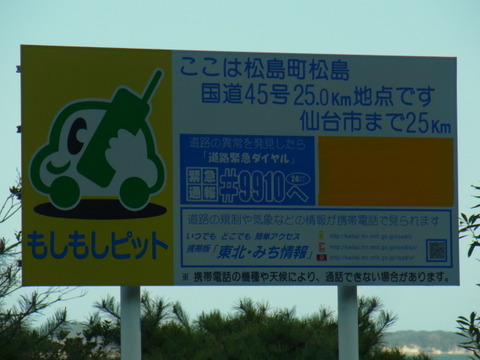 ここは松島町松島
国道45号 25.0Km地点です
仙台市まで25Km
道路の異常を発見したら
「道路緊急ダイヤル」
緊急通報 #9910へ
道路の規制や気象などの情報が携帯電話で見られます
いつでも どこでも 簡単アクセス
携帯版「東北・みち情報」
もしもしピット
※ 携帯電話の機種や天候により、通話できない場合があります。